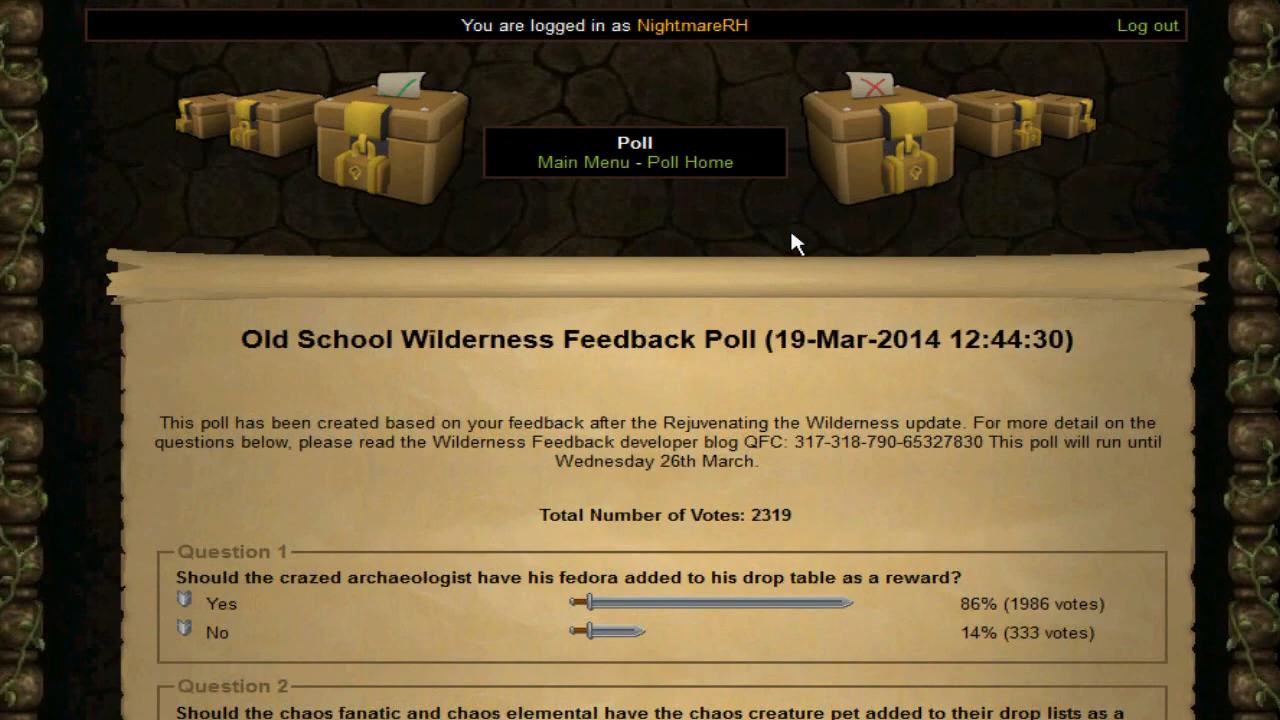 You are logged in as NightmareRH
Log out
Poll
Main Menu - Poll Home
Old School Wilderness Feedback Poll (19-Mar-2014 12:44:30)
This poll has been created based on your feedback after the Rejuvenating the Wilderness update. For more detail on the
questions below, please read the Wilderness Feedback developer blog QFC: 317-318-790-65327830 This poll will run until
Wednesday 26th March.
Total Number of Votes: 2319
Question 1
Should the crazed archaeologist have his fedora added to his drop table as a reward?
Yes 86% (1986 votes)
No 14% (333 votes)
Question 2
Should the chaos fanatic and chaos elemental have the chaos creature pet added to their drop lists as a